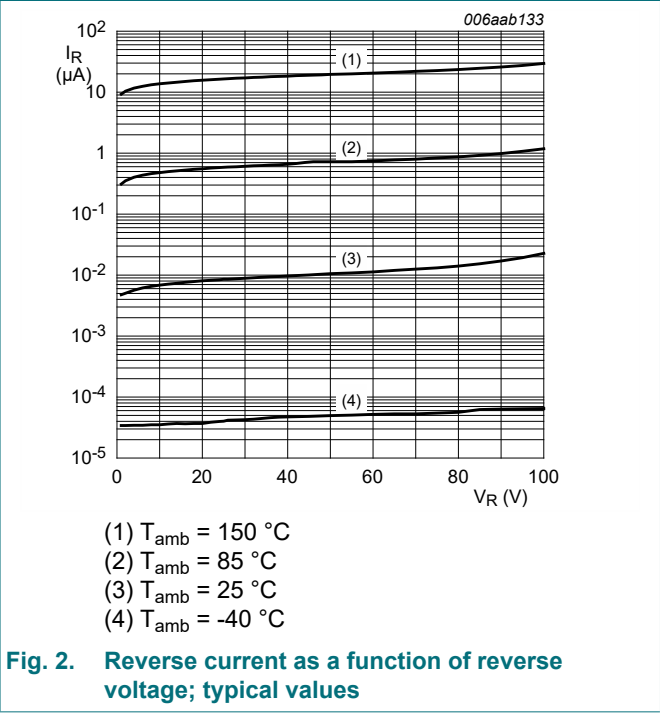 006aab133
10²
I_R
(μA)
10
1
10⁻¹
10⁻²
10⁻³
10⁻⁴
10⁻⁵
(1)
(2)
(3)
(4)
0 20 40 60 80 100
V_R (V)
(1) T_amb = 150 °C
(2) T_amb = 85 °C
(3) T_amb = 25 °C
(4) T_amb = -40 °C
Fig. 2. Reverse current as a function of reverse
voltage; typical values